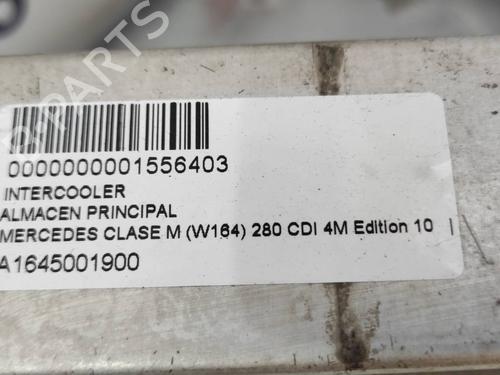 0000000001556403
INTERCOOLER
ALMACEN PRINCIPAL
MERCEDES CLASE M (W164) 280 CDI 4M Edition 10 |
A1645001900